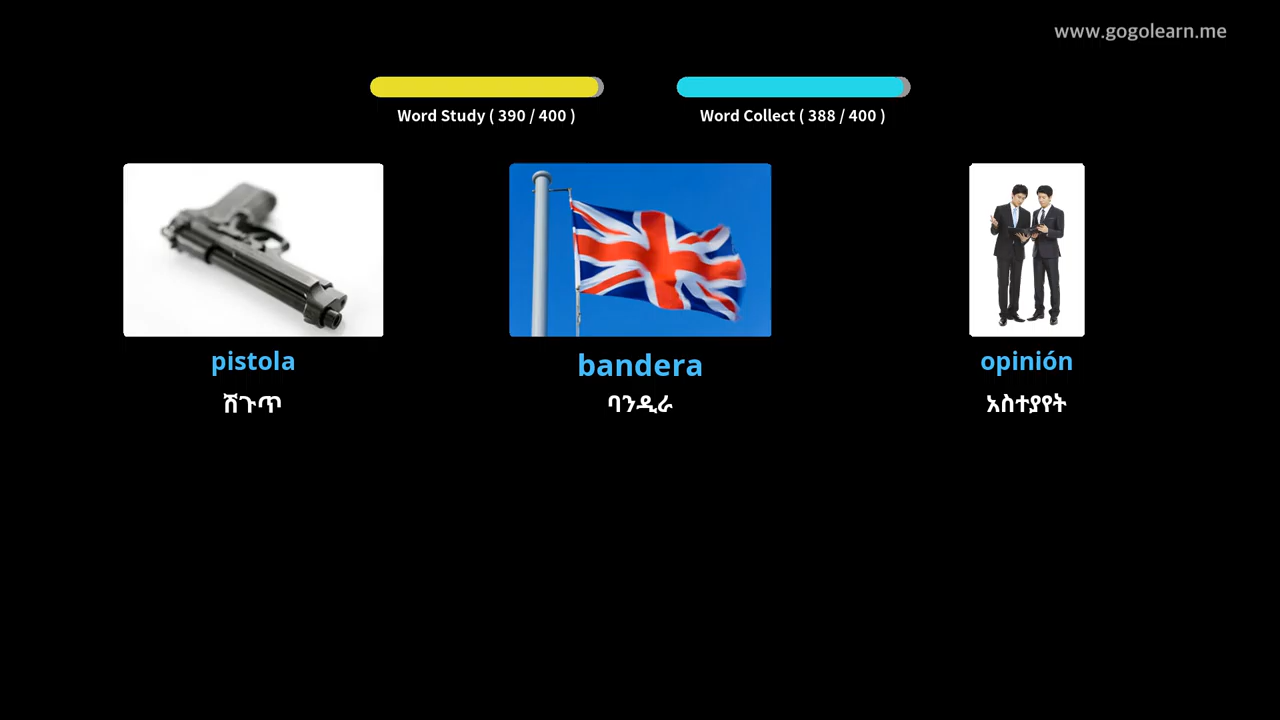 www.gogolearn.me
Word Study ( 390 / 400 )
Word Collect ( 388 / 400 )
pistola
bandera
opinión
ሽጉጥ
ባንዲራ
አስተያየት